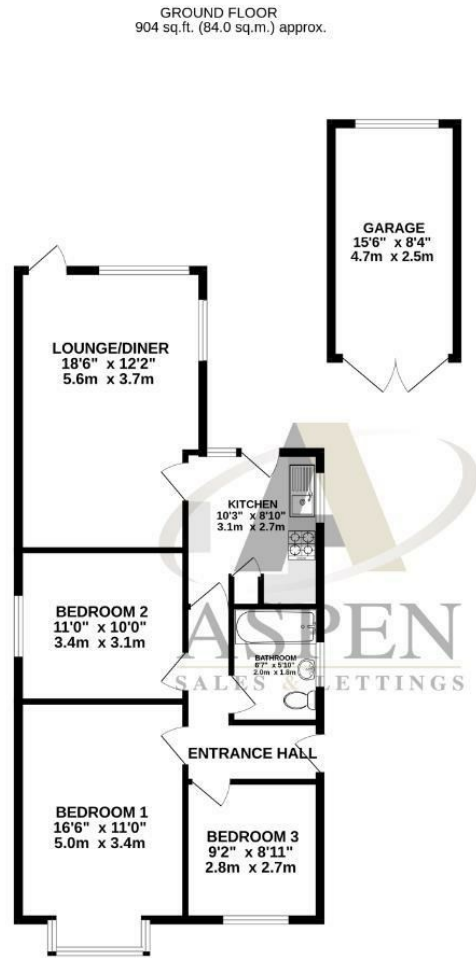 GROUND FLOOR
904 sq.ft. (84.0 sq.m.) approx.
GARAGE
15'6" x 8'4"
4.7m x 2.5m
LOUNGE/DINER
18'6" x 12'2"
5.6m x 3.7m
KITCHEN
10'3" x 8'10"
3.1m x 2.7m
BEDROOM 2
11'0" x 10'0"
3.4m x 3.1m
ASPEN
SALES & LETTINGS
BATHROOM
6'7" x 5'10"
2.0m x 1.8m
ENTRANCE HALL
BEDROOM 1
16'6" x 11'0"
5.0m x 3.4m
BEDROOM 3
9'2" x 8'11"
2.8m x 2.7m